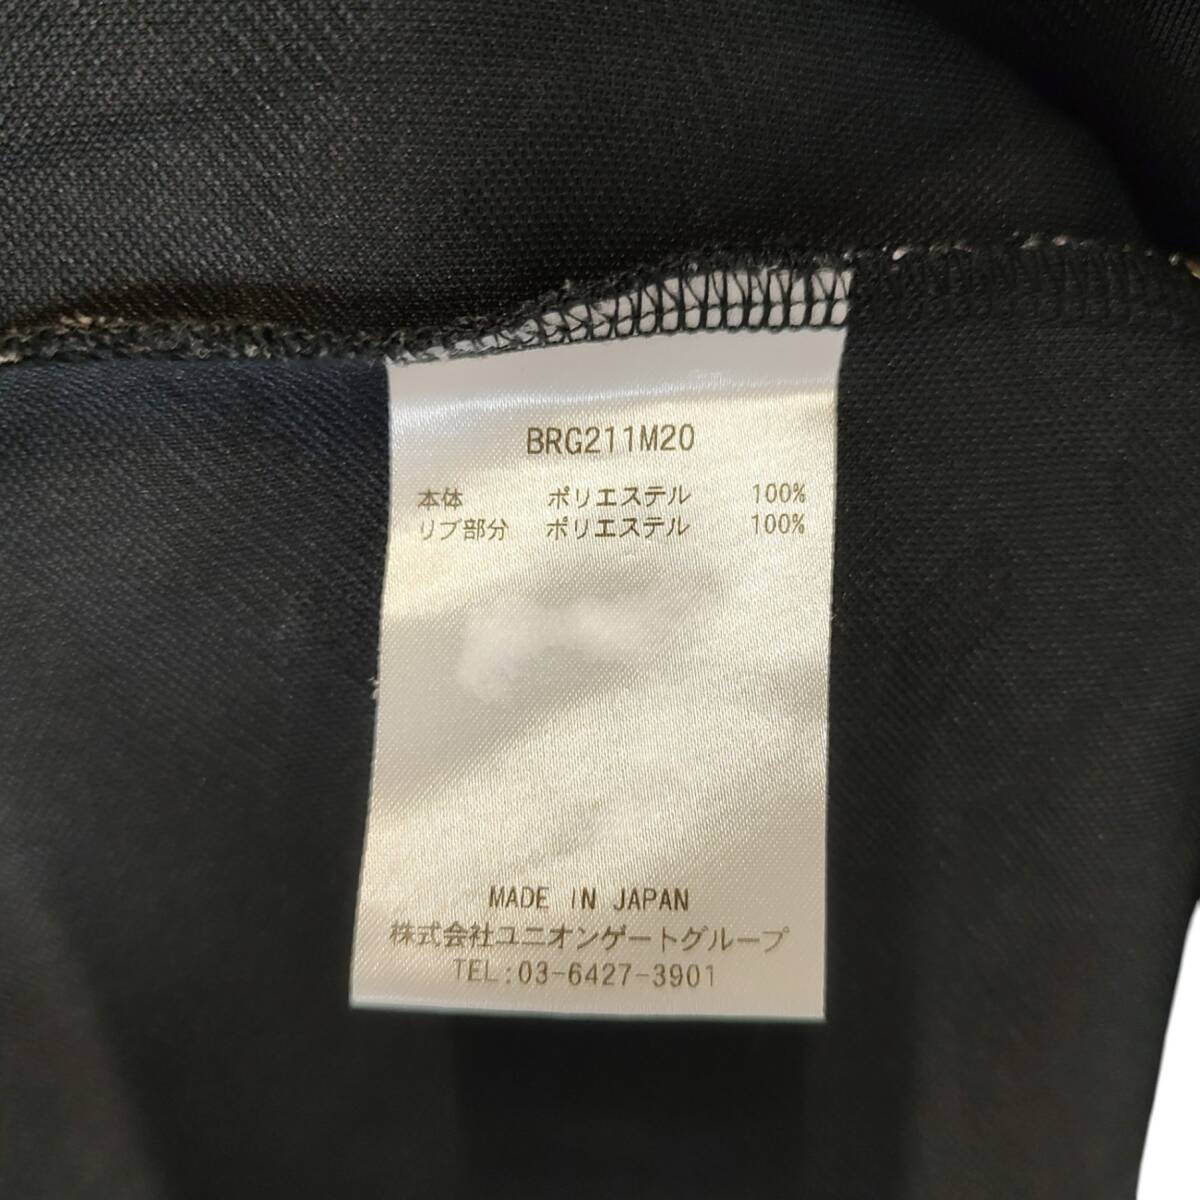 BRG211M20
本体 ポリエステル 100%
リブ部分 ポリエステル 100%
MADE IN JAPAN
株式会社ユニオンゲートグループ
TEL:03-6427-3901